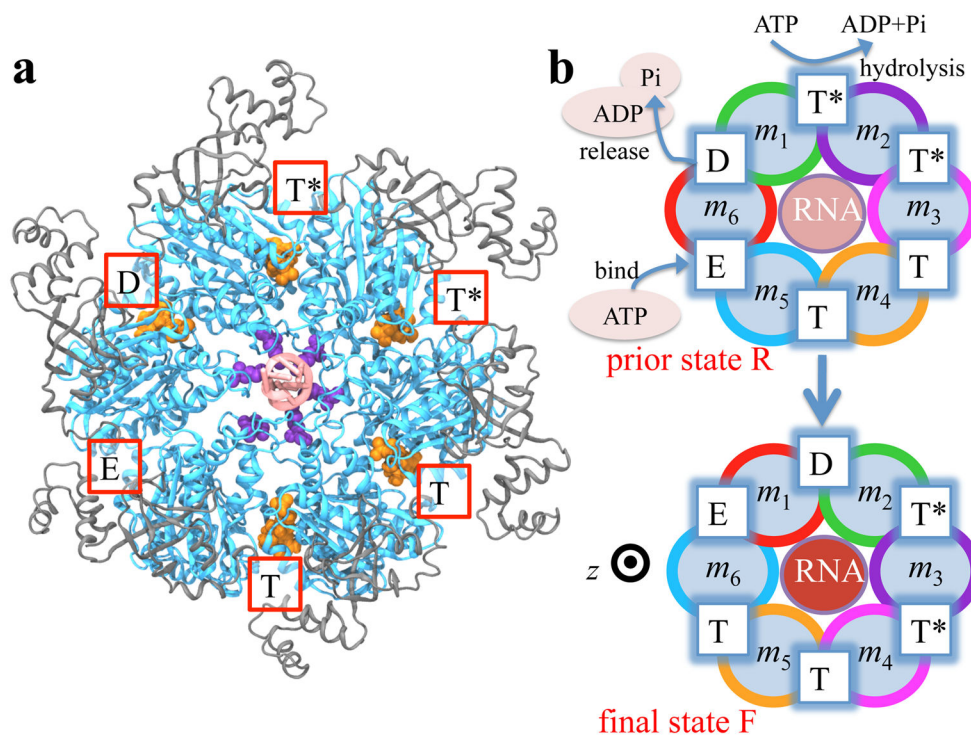 a
T*
D
T*
E
T
T
b
ATP
ADP+Pi
hydrolysis
Pi
ADP
release
T*
m1
m2
D
T*
m6
RNA
m3
bind
E
T
ATP
m5
m4
T
prior state R
D
m1
m2
E
T*
z
m6
RNA
m3
T
T*
m5
m4
T
final state F